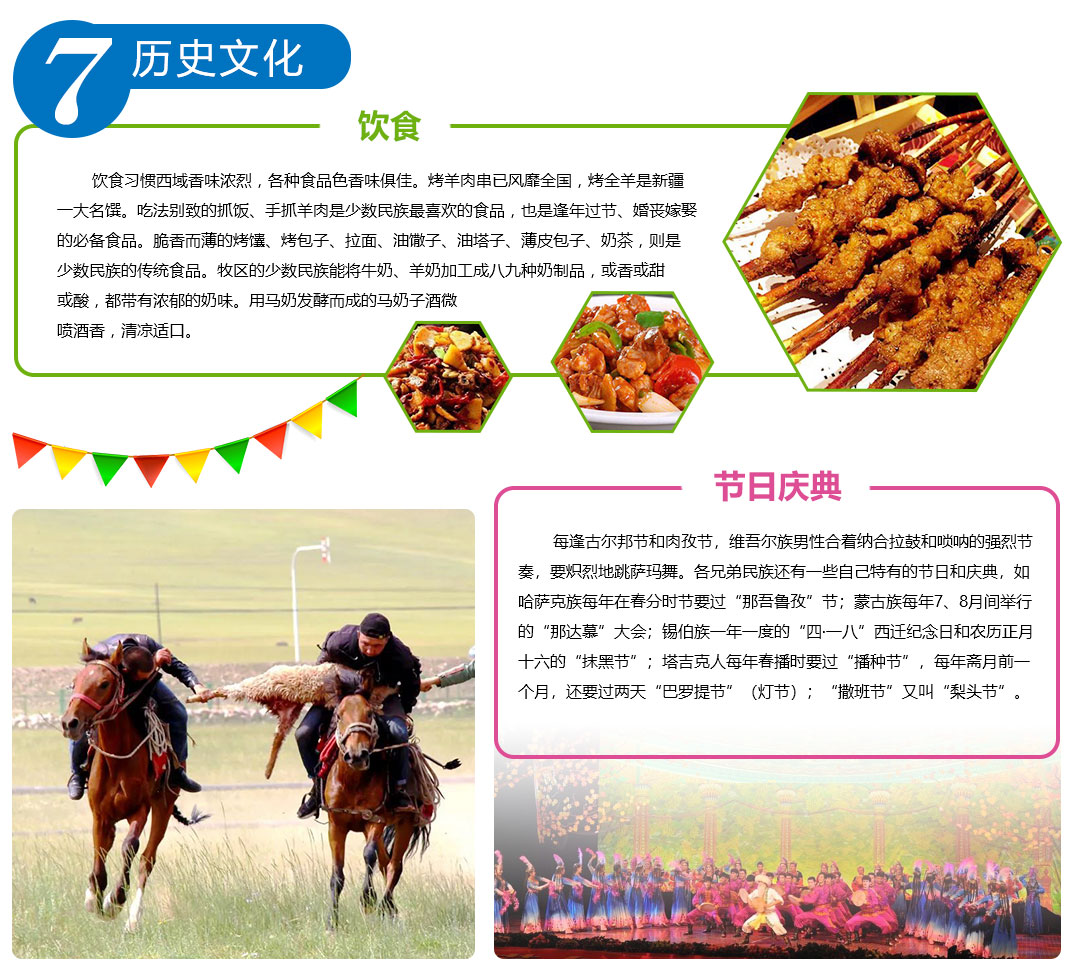 7 历史文化
饮食
饮食习惯西域香味浓烈，各种食品色香味俱佳。烤羊肉串已风靡全国，烤全羊是新疆
一大名馔。吃法别致的抓饭、手抓羊肉是少数民族最喜欢的食品，也是逢年过节、婚丧嫁娶
的必备食品。脆香而薄的烤馕、烤包子、拉面、油馓子、油塔子、薄皮包子、奶茶，则是
少数民族的传统食品。牧区的少数民族能将牛奶、羊奶加工成八九种奶制品，或香或甜
或酸，都带有浓郁的奶味。用马奶发酵而成的马奶子酒微
喷酒香，清凉适口。
节日庆典
每逢古尔邦节和肉孜节，维吾尔族男性合着纳合拉鼓和唢呐的强烈节
奏，要炽烈地跳萨玛舞。各兄弟民族还有一些自己特有的节日和庆典，如
哈萨克族每年在春分时节要过“那吾鲁孜”节；蒙古族每年7、8月间举行
的“那达慕”大会；锡伯族一年一度的“四·一八”西迁纪念日和农历正月
十六的“抹黑节”；塔吉克人每年春播时要过“播种节”，每年斋月前一
个月，还要过两天“巴罗提节”（灯节）；“撒班节”又叫“梨头节”。